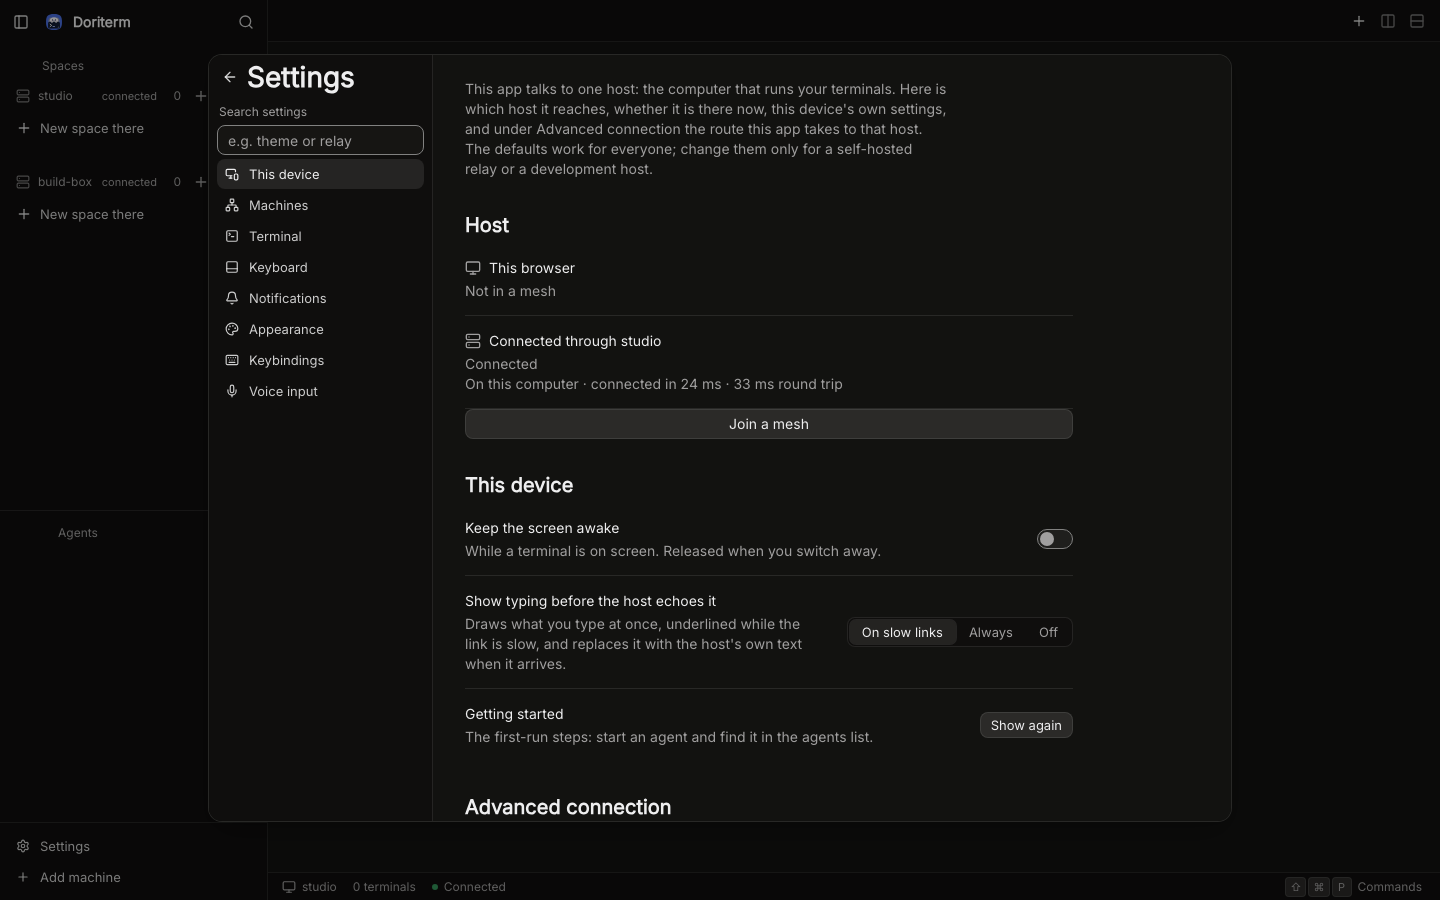 Doriterm
Spaces
studio connected 0
New space there
build-box connected 0
New space there
Agents
Settings
Add machine
Settings
Search settings
e.g. theme or relay
This device
Machines
Terminal
Keyboard
Notifications
Appearance
Keybindings
Voice input
This app talks to one host: the computer that runs your terminals. Here is
which host it reaches, whether it is there now, this device's own settings,
and under Advanced connection the route this app takes to that host.
The defaults work for everyone; change them only for a self-hosted
relay or a development host.
Host
This browser
Not in a mesh
Connected through studio
Connected
On this computer · connected in 24 ms · 33 ms round trip
Join a mesh
This device
Keep the screen awake
While a terminal is on screen. Released when you switch away.
Show typing before the host echoes it
Draws what you type at once, underlined while the
link is slow, and replaces it with the host's own text
when it arrives.
On slow links Always Off
Getting started
The first-run steps: start an agent and find it in the agents list.
Show again
Advanced connection
studio 0 terminals Connected
⇧ ⌘ P Commands